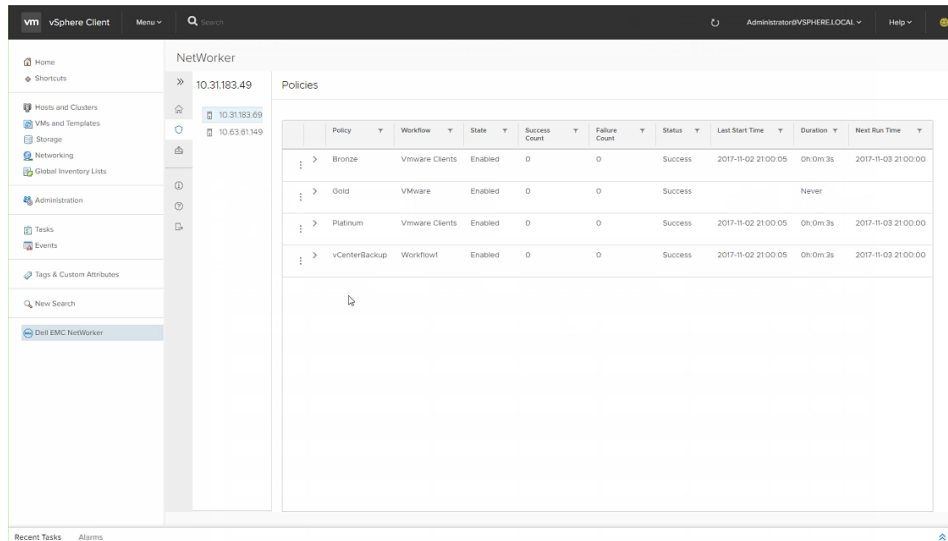 vm vSphere Client Menu Search Administrator@VSPHERE.LOCAL Help
Home
Shortcuts
Hosts and Clusters
VMs and Templates
Storage
Networking
Global Inventory Lists
Administration
Tasks
Events
Tags & Custom Attributes
New Search
Dell EMC NetWorker
NetWorker
10.31.183.49
10.31.183.69
10.63.61.149
Policies
Policy Workflow State Success Count Failure Count Status Last Start Time Duration Next Run Time
Bronze Vmware Clients Enabled 0 0 Success 2017-11-02 21:00:05 0h:0m:3s 2017-11-03 21:00:00
Gold VMware Enabled 0 0 Success Never
Platinum Vmware Clients Enabled 0 0 Success 2017-11-02 21:00:05 0h:0m:3s 2017-11-03 21:00:00
vCenterBackup Workflow1 Enabled 0 0 Success 2017-11-02 21:00:05 0h:0m:3s 2017-11-03 21:00:00
Recent Tasks Alarms